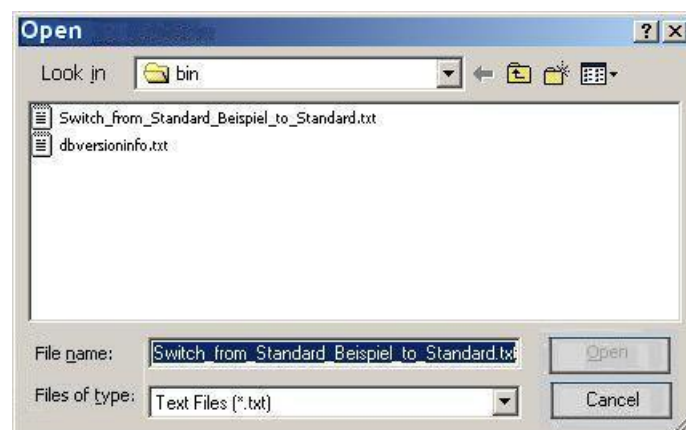 Open
Look in bin
Switch_from_Standard_Beispiel_to_Standard.txt
dbversioninfo.txt
File name: Switch_from_Standard_Beispiel_to_Standard.txt Open
Files of type: Text Files (*.txt) Cancel